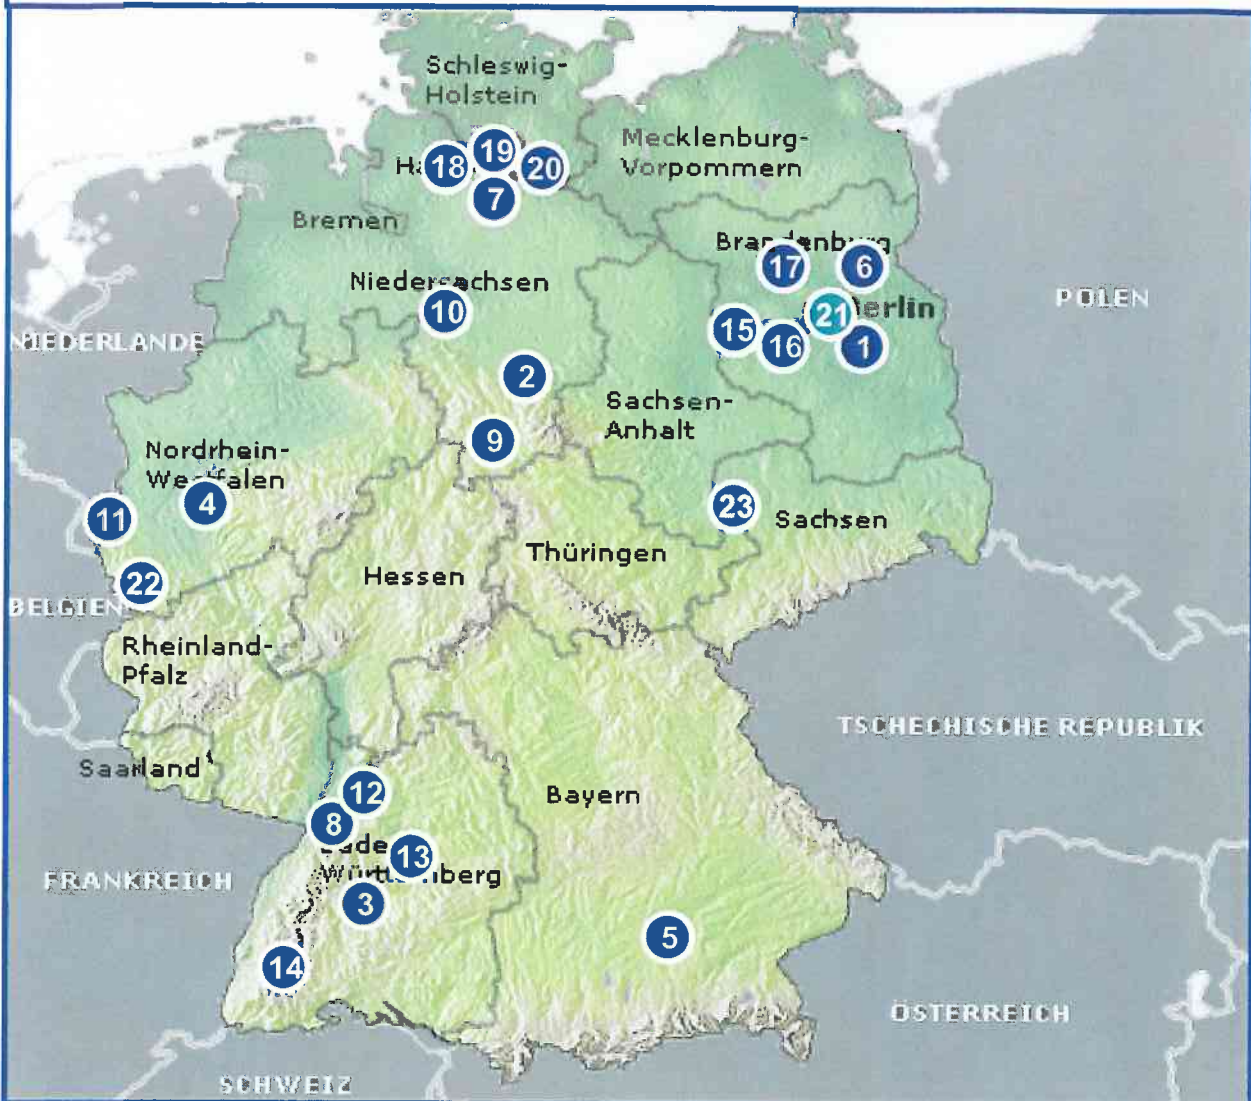 Schleswig-
Holstein
Mecklenburg-
Vorpommern
19
18
20
7
Bremen
Brandenburg
17
6
Niedersachsen
10
POLEN
21
15
16
1
NIEDERLANDE
2
Sachsen-
Anhalt
9
Nordrhein-
Westfalen
4
11
23
Sachsen
Thüringen
Hessen
22
BELGIEN
Rheinland-
Pfalz
TSCHECHISCHE REPUBLIK
Saarland
12
Bayern
8
13
FRANKREICH
3
5
14
ÖSTERREICH
SCHWEIZ